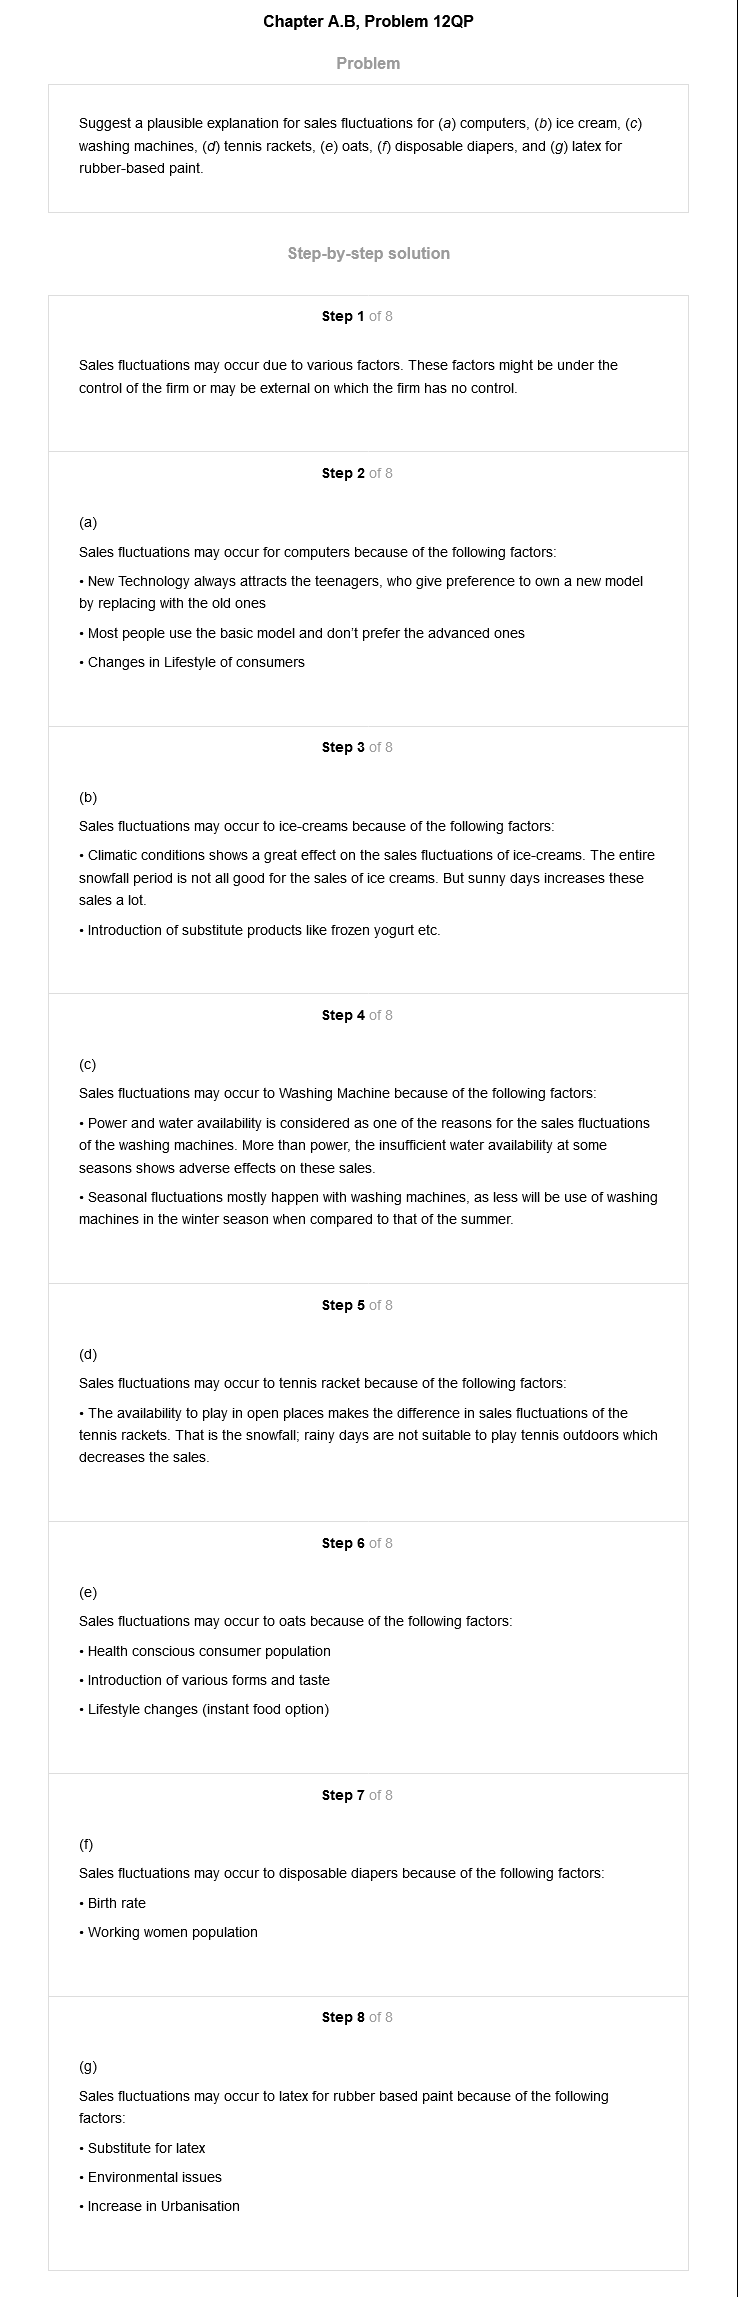 Chapter A.B, Problem 12QP
Problem
Suggest a plausible explanation for sales fluctuations for (a) computers, (b) ice cream, (c)
washing machines, (d) tennis rackets, (e) oats, (f) disposable diapers, and (g) latex for
rubber-based paint.
Step-by-step solution
Step 1 of 8
Sales fluctuations may occur due to various factors. These factors might be under the
control of the firm or may be external on which the firm has no control.
Step 2 of 8
(a)
Sales fluctuations may occur for computers because of the following factors:
• New Technology always attracts the teenagers, who give preference to own a new model
by replacing with the old ones
• Most people use the basic model and don't prefer the advanced ones
• Changes in Lifestyle of consumers
Step 3 of 8
(b)
Sales fluctuations may occur to ice-creams because of the following factors:
• Climatic conditions shows a great effect on the sales fluctuations of ice-creams. The entire
snowfall period is not all good for the sales of ice creams. But sunny days increases these
sales a lot.
• Introduction of substitute products like frozen yogurt etc.
Step 4 of 8
(c)
Sales fluctuations may occur to Washing Machine because of the following factors:
• Power and water availability is considered as one of the reasons for the sales fluctuations
of the washing machines. More than power, the insufficient water availability at some
seasons shows adverse effects on these sales.
• Seasonal fluctuations mostly happen with washing machines, as less will be use of washing
machines in the winter season when compared to that of the summer.
Step 5 of 8
(d)
Sales fluctuations may occur to tennis racket because of the following factors:
• The availability to play in open places makes the difference in sales fluctuations of the
tennis rackets. That is the snowfall; rainy days are not suitable to play tennis outdoors which
decreases the sales.
Step 6 of 8
(e)
Sales fluctuations may occur to oats because of the following factors:
• Health conscious consumer population
• Introduction of various forms and taste
• Lifestyle changes (instant food option)
Step 7 of 8
(f)
Sales fluctuations may occur to disposable diapers because of the following factors:
• Birth rate
• Working women population
Step 8 of 8
(g)
Sales fluctuations may occur to latex for rubber based paint because of the following
factors:
• Substitute for latex
• Environmental issues
• Increase in Urbanisation